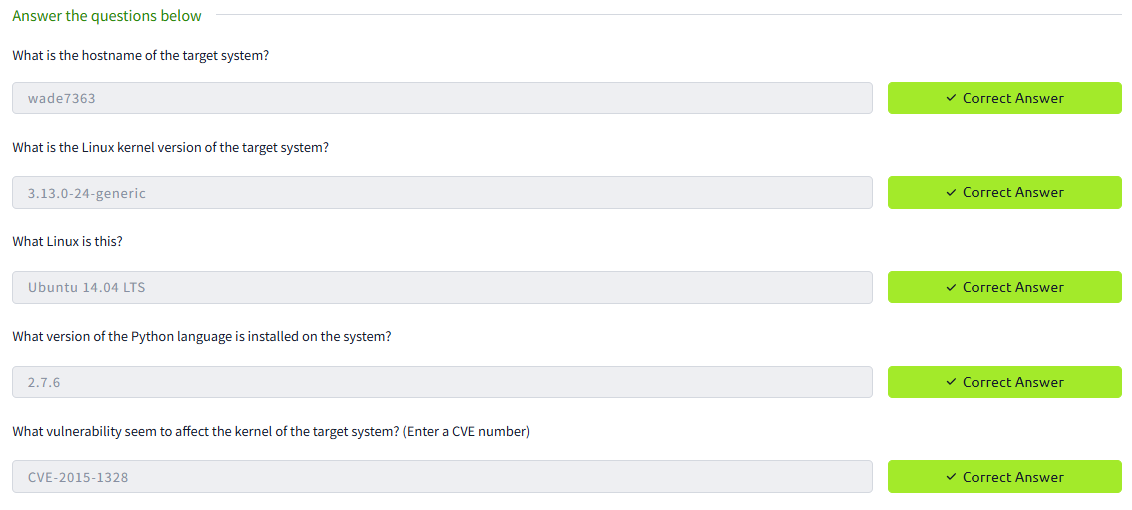 Answer the questions below
What is the hostname of the target system?
wade7363
✓ Correct Answer
What is the Linux kernel version of the target system?
3.13.0-24-generic
✓ Correct Answer
What Linux is this?
Ubuntu 14.04 LTS
✓ Correct Answer
What version of the Python language is installed on the system?
2.7.6
✓ Correct Answer
What vulnerability seem to affect the kernel of the target system? (Enter a CVE number)
CVE-2015-1328
✓ Correct Answer